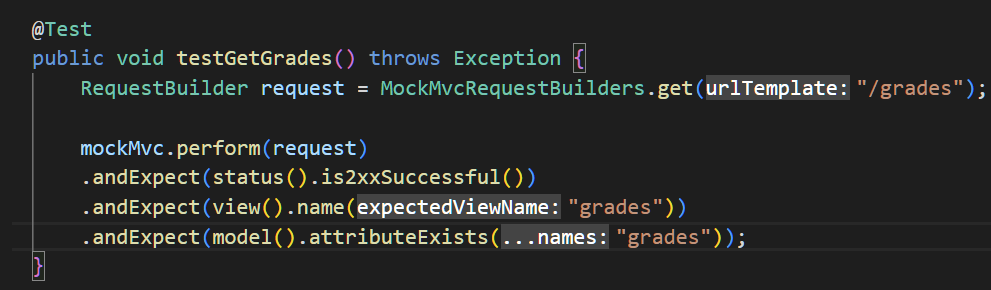 @Test
public void testGetGrades() throws Exception {
    RequestBuilder request = MockMvcRequestBuilders.get(urlTemplate: "/grades");
    mockMvc.perform(request)
    .andExpect(status().is2xxSuccessful())
    .andExpect(view().name(expectedViewName: "grades"))
    .andExpect(model().attributeExists(...names: "grades"));
}